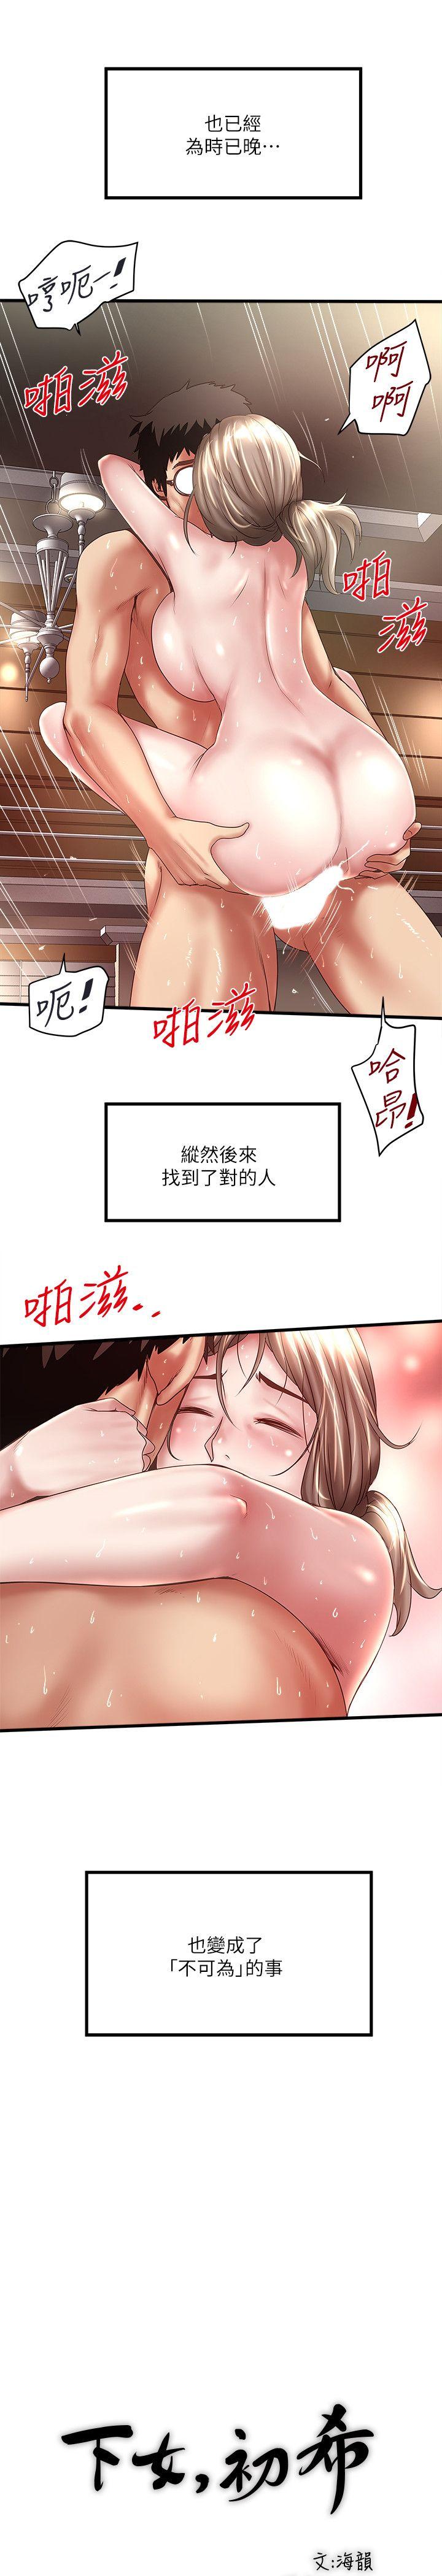 也已經
為時已晚…
哼呃—!
啪滋
啊
啊
啪
滋
呃!
啪滋
哈
昂!
縱然後來
找到了對的人
啪滋..
也變成了
「不可為」的事
下女,初希
文:海韻